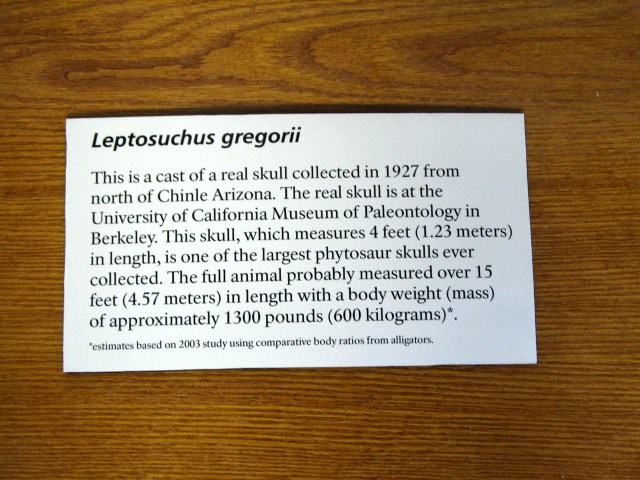 Leptosuchus gregorii
This is a cast of a real skull collected in 1927 from
north of Chinle Arizona. The real skull is at the
University of California Museum of Paleontology in
Berkeley. This skull, which measures 4 feet (1.23 meters)
in length, is one of the largest phytosaur skulls ever
collected. The full animal probably measured over 15
feet (4.57 meters) in length with a body weight (mass)
of approximately 1300 pounds (600 kilograms)*.
*estimates based on 2003 study using comparative body ratios from alligators.